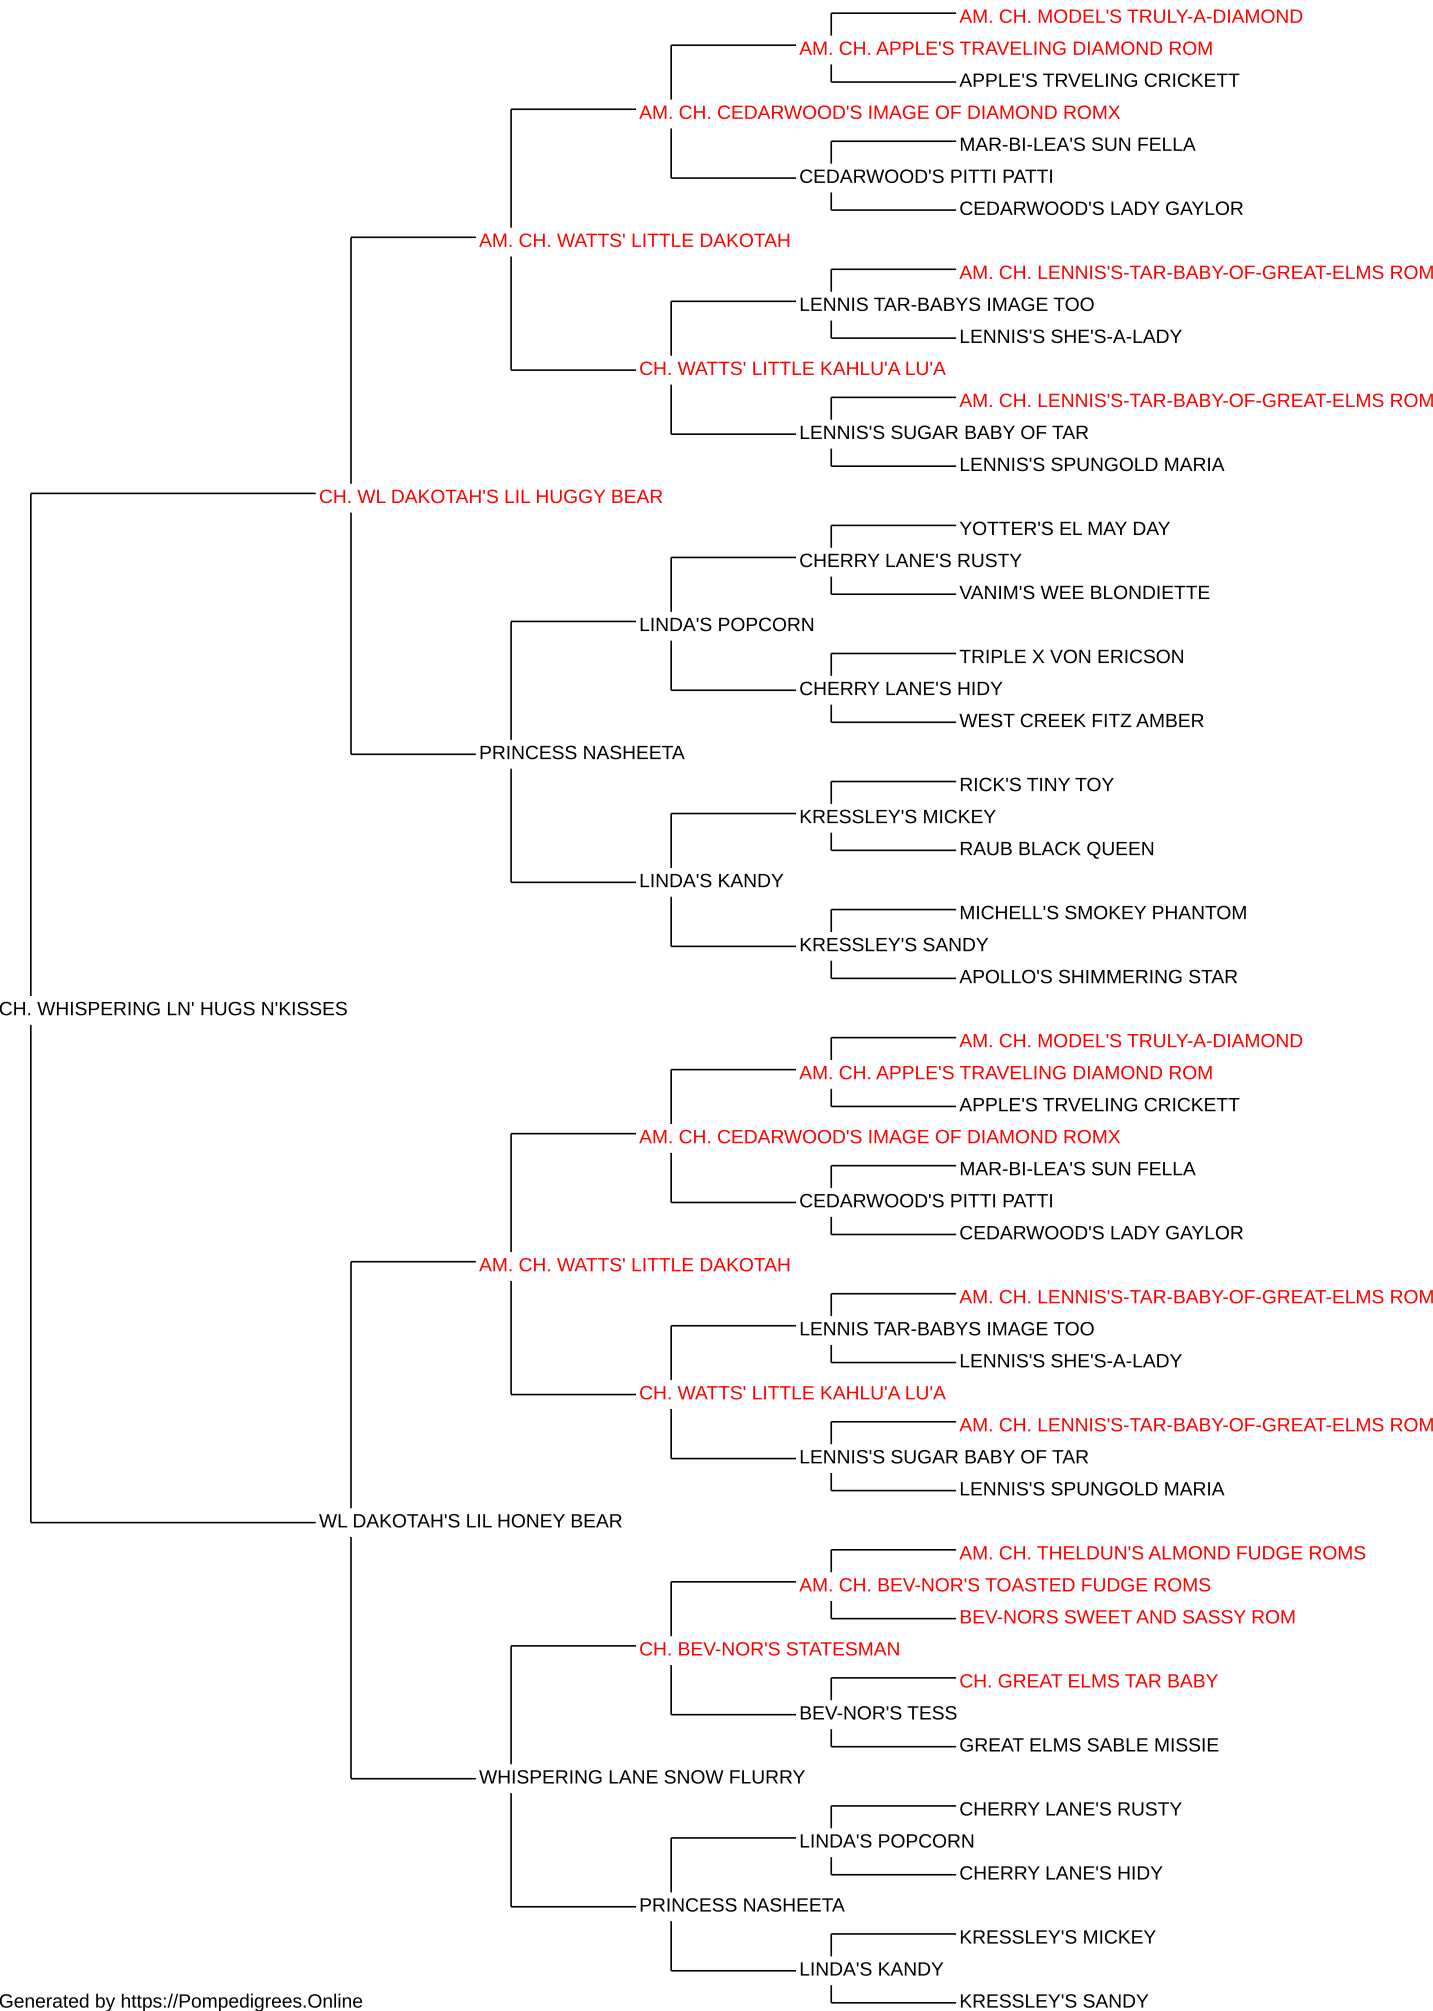 AM. CH. MODEL'S TRULY-A-DIAMOND
AM. CH. APPLE'S TRAVELING DIAMOND ROM
APPLE'S TRVELING CRICKETT
AM. CH. CEDARWOOD'S IMAGE OF DIAMOND ROMX
MAR-BI-LEA'S SUN FELLA
CEDARWOOD'S PITTI PATTI
CEDARWOOD'S LADY GAYLOR
AM. CH. WATTS' LITTLE DAKOTAH
AM. CH. LENNIS'S-TAR-BABY-OF-GREAT-ELMS ROM
LENNIS TAR-BABYS IMAGE TOO
LENNIS'S SHE'S-A-LADY
CH. WATTS' LITTLE KAHLU'A LU'A
AM. CH. LENNIS'S-TAR-BABY-OF-GREAT-ELMS ROM
LENNIS'S SUGAR BABY OF TAR
LENNIS'S SPUNGOLD MARIA
CH. WL DAKOTAH'S LIL HUGGY BEAR
YOTTER'S EL MAY DAY
CHERRY LANE'S RUSTY
VANIM'S WEE BLONDIETTE
LINDA'S POPCORN
TRIPLE X VON ERICSON
CHERRY LANE'S HIDY
WEST CREEK FITZ AMBER
PRINCESS NASHEETA
RICK'S TINY TOY
KRESSLEY'S MICKEY
RAUB BLACK QUEEN
LINDA'S KANDY
MICHELL'S SMOKEY PHANTOM
KRESSLEY'S SANDY
APOLLO'S SHIMMERING STAR
CH. WHISPERING LN' HUGS N'KISSES
AM. CH. MODEL'S TRULY-A-DIAMOND
AM. CH. APPLE'S TRAVELING DIAMOND ROM
APPLE'S TRVELING CRICKETT
AM. CH. CEDARWOOD'S IMAGE OF DIAMOND ROMX
MAR-BI-LEA'S SUN FELLA
CEDARWOOD'S PITTI PATTI
CEDARWOOD'S LADY GAYLOR
AM. CH. WATTS' LITTLE DAKOTAH
AM. CH. LENNIS'S-TAR-BABY-OF-GREAT-ELMS ROM
LENNIS TAR-BABYS IMAGE TOO
LENNIS'S SHE'S-A-LADY
CH. WATTS' LITTLE KAHLU'A LU'A
AM. CH. LENNIS'S-TAR-BABY-OF-GREAT-ELMS ROM
LENNIS'S SUGAR BABY OF TAR
LENNIS'S SPUNGOLD MARIA
WL DAKOTAH'S LIL HONEY BEAR
AM. CH. THELDUN'S ALMOND FUDGE ROMS
AM. CH. BEV-NOR'S TOASTED FUDGE ROMS
BEV-NORS SWEET AND SASSY ROM
CH. BEV-NOR'S STATESMAN
CH. GREAT ELMS TAR BABY
BEV-NOR'S TESS
GREAT ELMS SABLE MISSIE
WHISPERING LANE SNOW FLURRY
CHERRY LANE'S RUSTY
LINDA'S POPCORN
CHERRY LANE'S HIDY
PRINCESS NASHEETA
KRESSLEY'S MICKEY
LINDA'S KANDY
KRESSLEY'S SANDY
Generated by https://Pompedigrees.Online